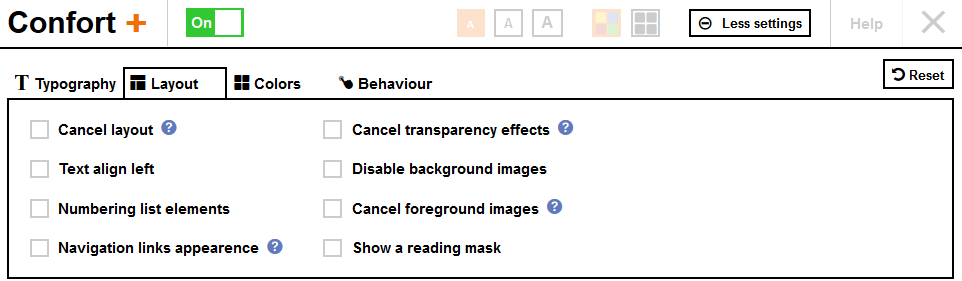 Confort +
On
A A A
Less settings
Help
T Typography Layout Colors Behaviour
Reset
Cancel layout ? Cancel transparency effects ?
Text align left Disable background images
Numbering list elements Cancel foreground images ?
Navigation links appearence ? Show a reading mask